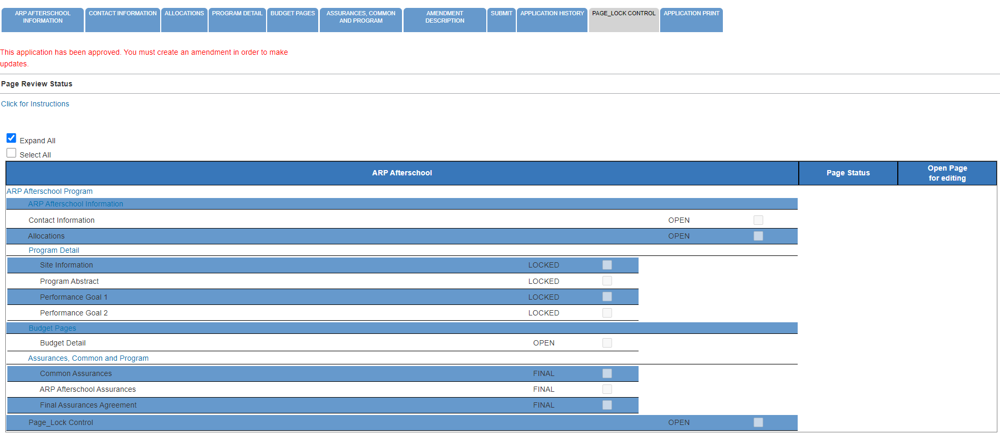 ARP AFTERSCHOOL
INFORMATION
CONTACT INFORMATION
ALLOCATIONS
PROGRAM DETAIL
BUDGET PAGES
ASSURANCES, COMMON
AND PROGRAM
AMENDMENT
DESCRIPTION
SUBMIT
APPLICATION HISTORY
PAGE_LOCK CONTROL
APPLICATION PRINT
This application has been approved. You must create an amendment in order to make
updates.
Page Review Status
Click for Instructions
Expand All
Select All
ARP Afterschool
Page Status
Open Page
for editing
ARP Afterschool Program
ARP Afterschool Information
Contact Information OPEN
Allocations OPEN
Program Detail
Site Information LOCKED
Program Abstract LOCKED
Performance Goal 1 LOCKED
Performance Goal 2 LOCKED
Budget Pages
Budget Detail OPEN
Assurances, Common and Program
Common Assurances FINAL
ARP Afterschool Assurances FINAL
Final Assurances Agreement FINAL
Page_Lock Control OPEN